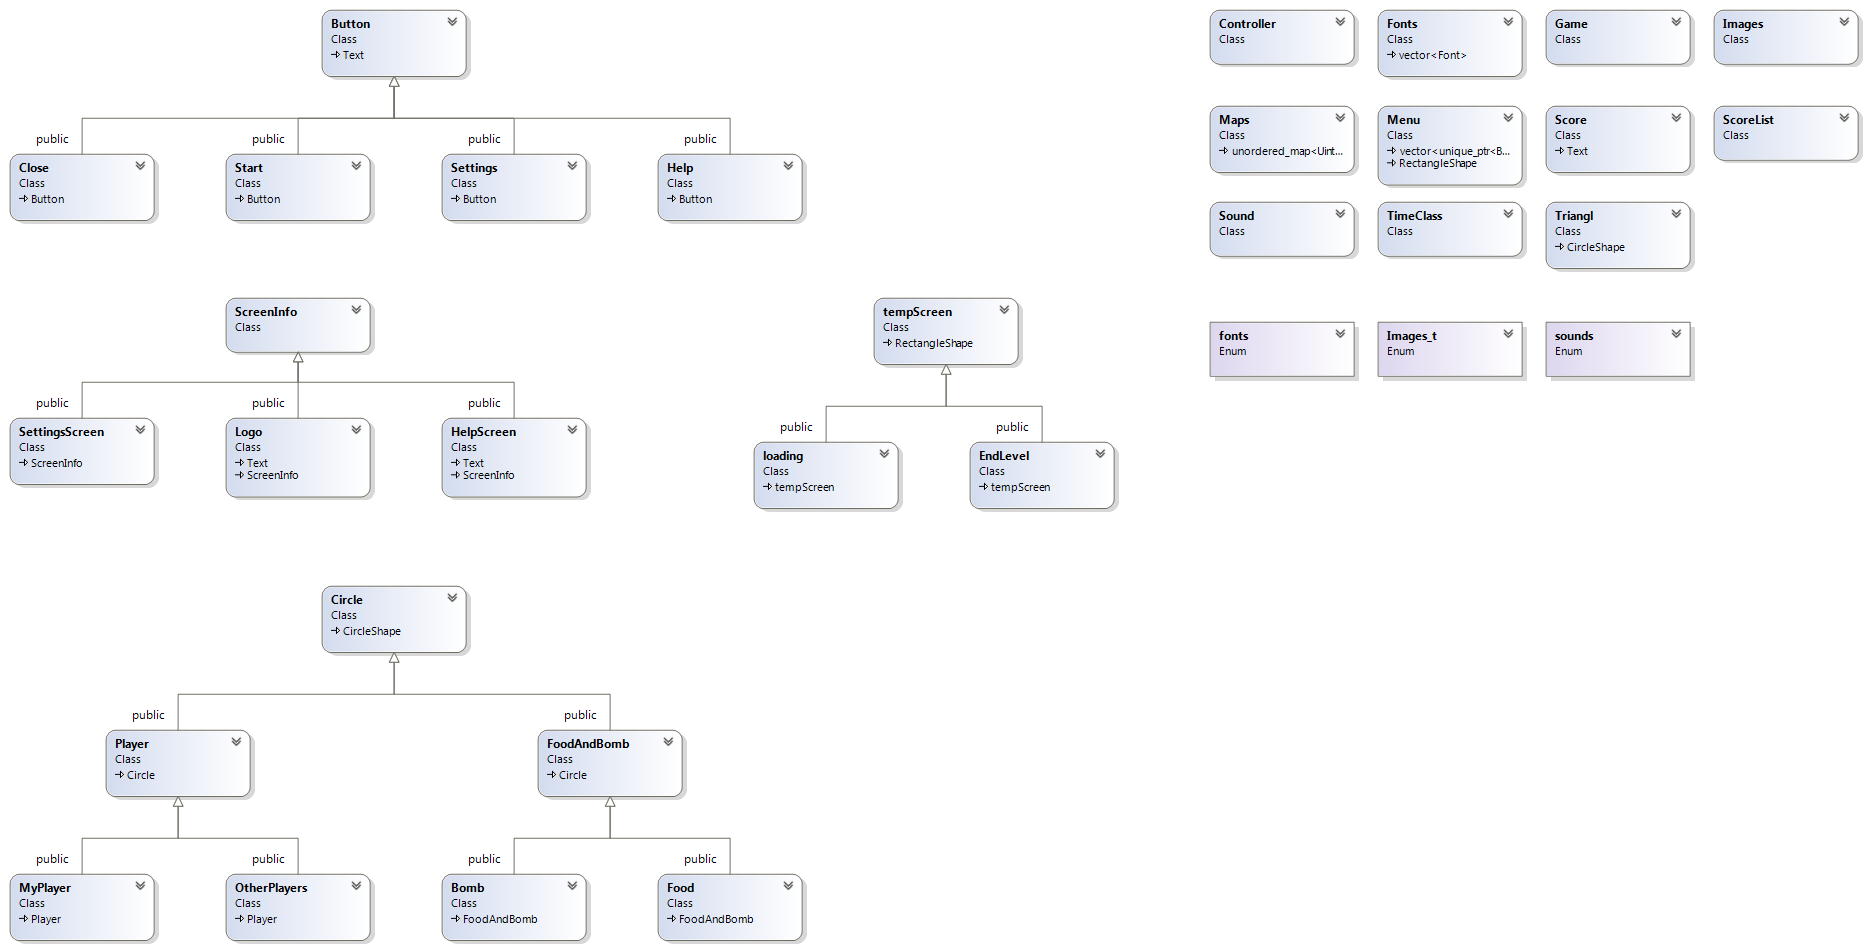 Button
Class
Text
public
public
public
public
Close
Class
Button
Start
Class
Button
Settings
Class
Button
Help
Class
Button
ScreenInfo
Class
public
public
public
SettingsScreen
Class
ScreenInfo
Logo
Class
Text
ScreenInfo
HelpScreen
Class
Text
ScreenInfo
tempScreen
Class
RectangleShape
public
public
loading
Class
tempScreen
EndLevel
Class
tempScreen
Circle
Class
CircleShape
public
public
Player
Class
Circle
FoodAndBomb
Class
Circle
public
public
public
public
MyPlayer
Class
Player
OtherPlayers
Class
Player
Bomb
Class
FoodAndBomb
Food
Class
FoodAndBomb
Controller
Class
Fonts
Class
vector<Font>
Game
Class
Images
Class
Maps
Class
unordered_map<Uint...
Menu
Class
vector<unique_ptr<B...
RectangleShape
Score
Class
Text
ScoreList
Class
Sound
Class
TimeClass
Class
Triangl
Class
CircleShape
fonts
Enum
Images_t
Enum
sounds
Enum